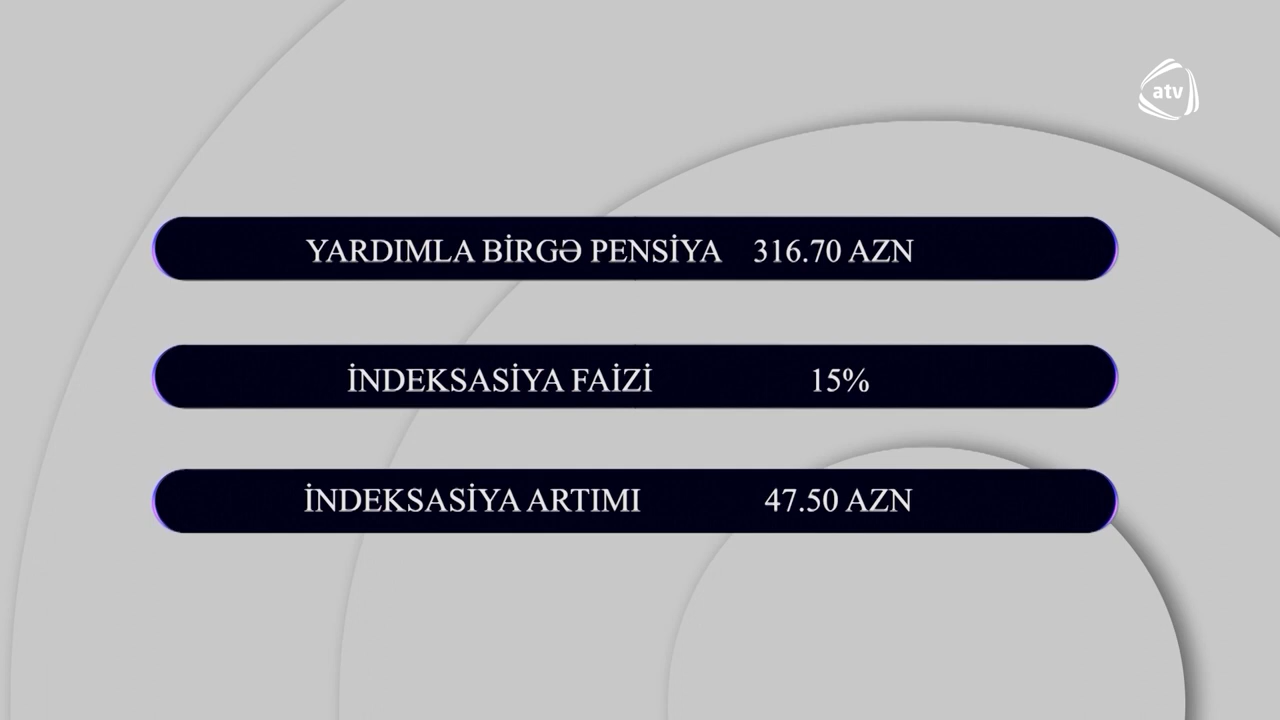 atv
YARDIMLA BİRGƏ PENSİYA 316.70 AZN
İNDEKSASİYA FAİZİ 15%
İNDEKSASİYA ARTIMI 47.50 AZN